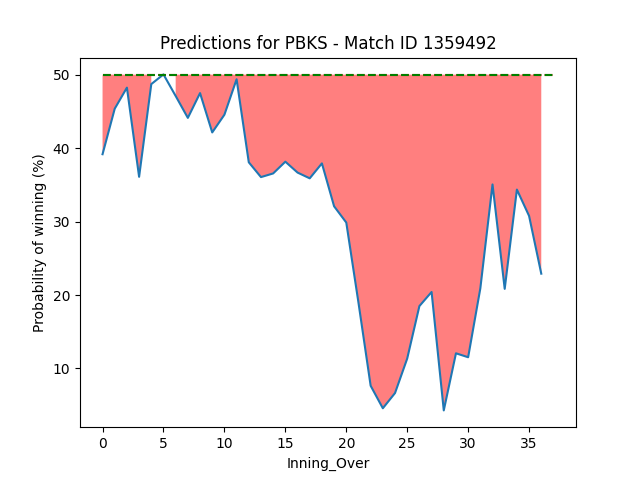 Predictions for PBKS - Match ID 1359492
Probability of winning (%)
50
40
30
20
10
0 5 10 15 20 25 30 35
Inning_Over